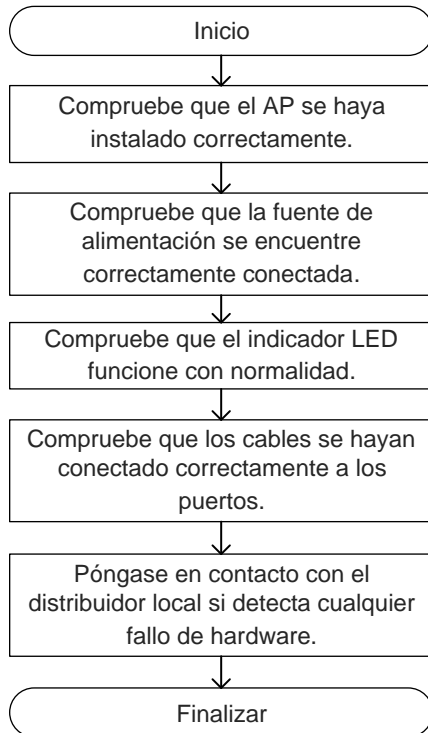 Inicio
Compruebe que el AP se haya
instalado correctamente.
Compruebe que la fuente de
alimentación se encuentre
correctamente conectada.
Compruebe que el indicador LED
funcione con normalidad.
Compruebe que los cables se hayan
conectado correctamente a los
puertos.
Póngase en contacto con el
distribuidor local si detecta cualquier
fallo de hardware.
Finalizar